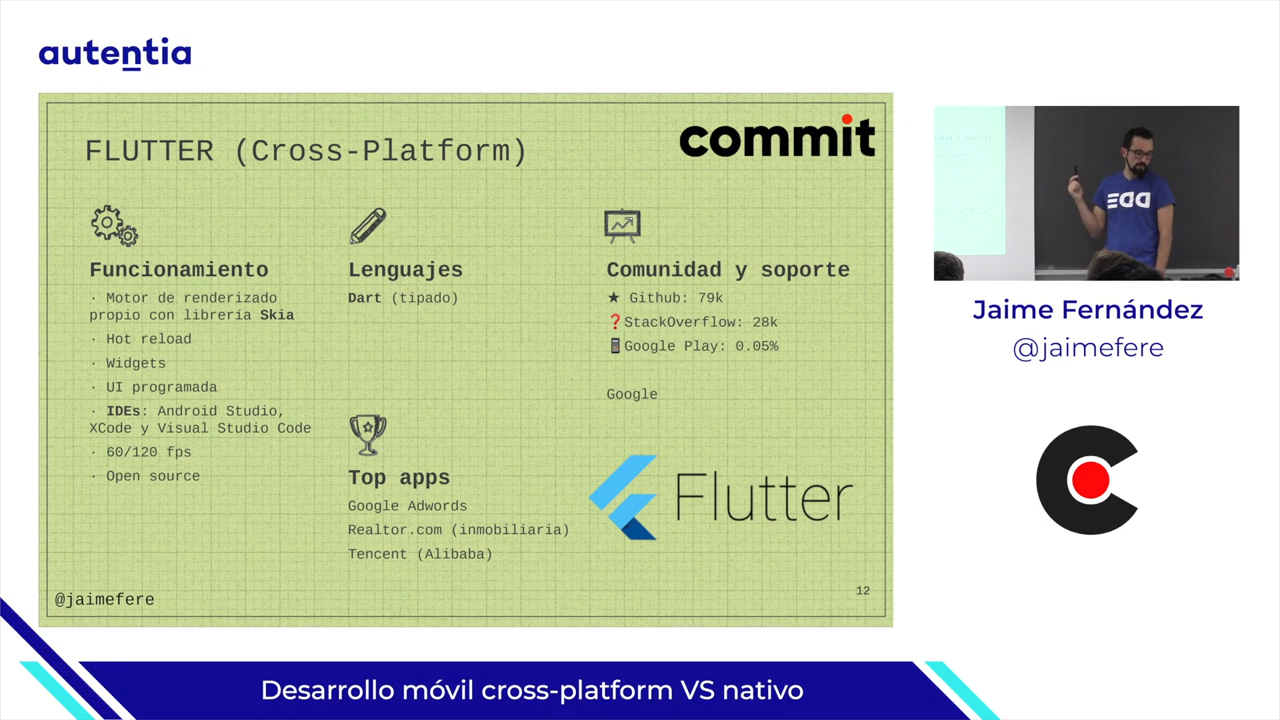 autentia
FLUTTER (Cross-Platform)
commit
Funcionamiento
· Motor de renderizado
propio con librería Skia
· Hot reload
· Widgets
· UI programada
· IDEs: Android Studio,
XCode y Visual Studio Code
· 60/120 fps
· Open source
Lenguajes
Dart (tipado)
Top apps
Google Adwords
Realtor.com (inmobiliaria)
Tencent (Alibaba)
Comunidad y soporte
★ Github: 79k
❓StackOverflow: 28k
📱Google Play: 0.05%
Google
Flutter
@jaimefere
12
Jaime Fernández
@jaimefere
Desarrollo móvil cross-platform VS nativo